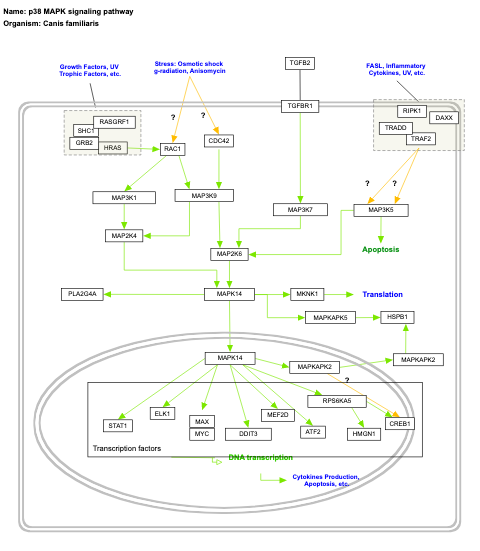 Name: p38 MAPK signaling pathway
Organism: Canis familiaris
Growth Factors, UV
Trophic Factors, etc.
Stress: Osmotic shock
g-radiation, Anisomycin
TGFB2
FASL, Inflammatory
Cytokines, UV, etc.
TGFBR1
RASGRF1
SHC1
GRB2
HRAS
?
?
RAC1
CDC42
RIPK1
DAXX
TRADD
TRAF2
?
?
MAP3K1
MAP3K9
MAP3K7
MAP3K5
MAP2K4
MAP2K6
Apoptosis
PLA2G4A
MAPK14
MKNK1
Translation
MAPKAPK5
HSPB1
MAPK14
MAPKAPK2
MAPKAPK2
?
RPS6KA5
STAT1
ELK1
MAX
MYC
DDIT3
MEF2D
ATF2
HMGN1
CREB1
Transcription factors
DNA transcription
Cytokines Production,
Apoptosis, etc.